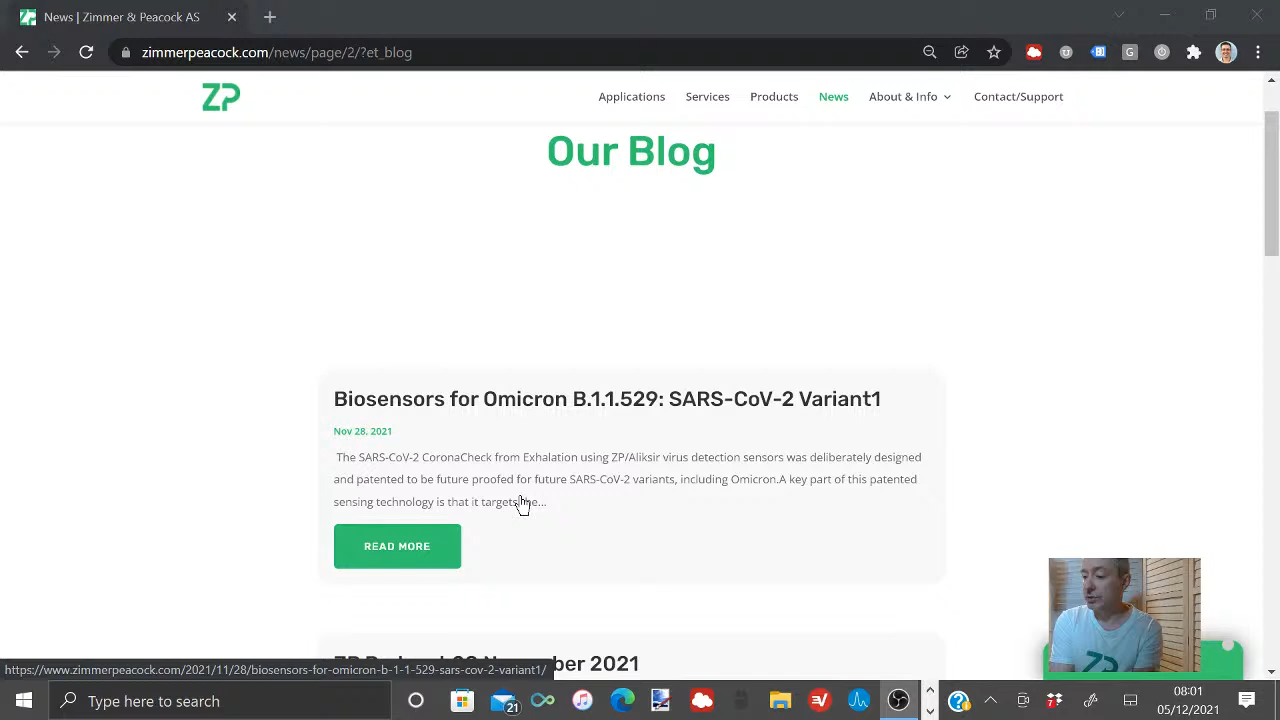 News | Zimmer & Peacock AS
zimmerpeacock.com/news/page/2/?et_blog
ZP
Applications
Services
Products
News
About & Info
Contact/Support
Our Blog
Biosensors for Omicron B.1.1.529: SARS-CoV-2 Variant1
Nov 28, 2021
The SARS-CoV-2 CoronaCheck from Exhalation using ZP/Aliksir virus detection sensors was deliberately designed
and patented to be future proofed for future SARS-CoV-2 variants, including Omicron.A key part of this patented
sensing technology is that it targets
READ MORE
2021
https://www.zimmerpeacock.com/2021/11/28/biosensors-for-omicron-b-1-1-529-sars-cov-2-variant1/
ZP
Type here to search
21
7
08:01
05/12/2021